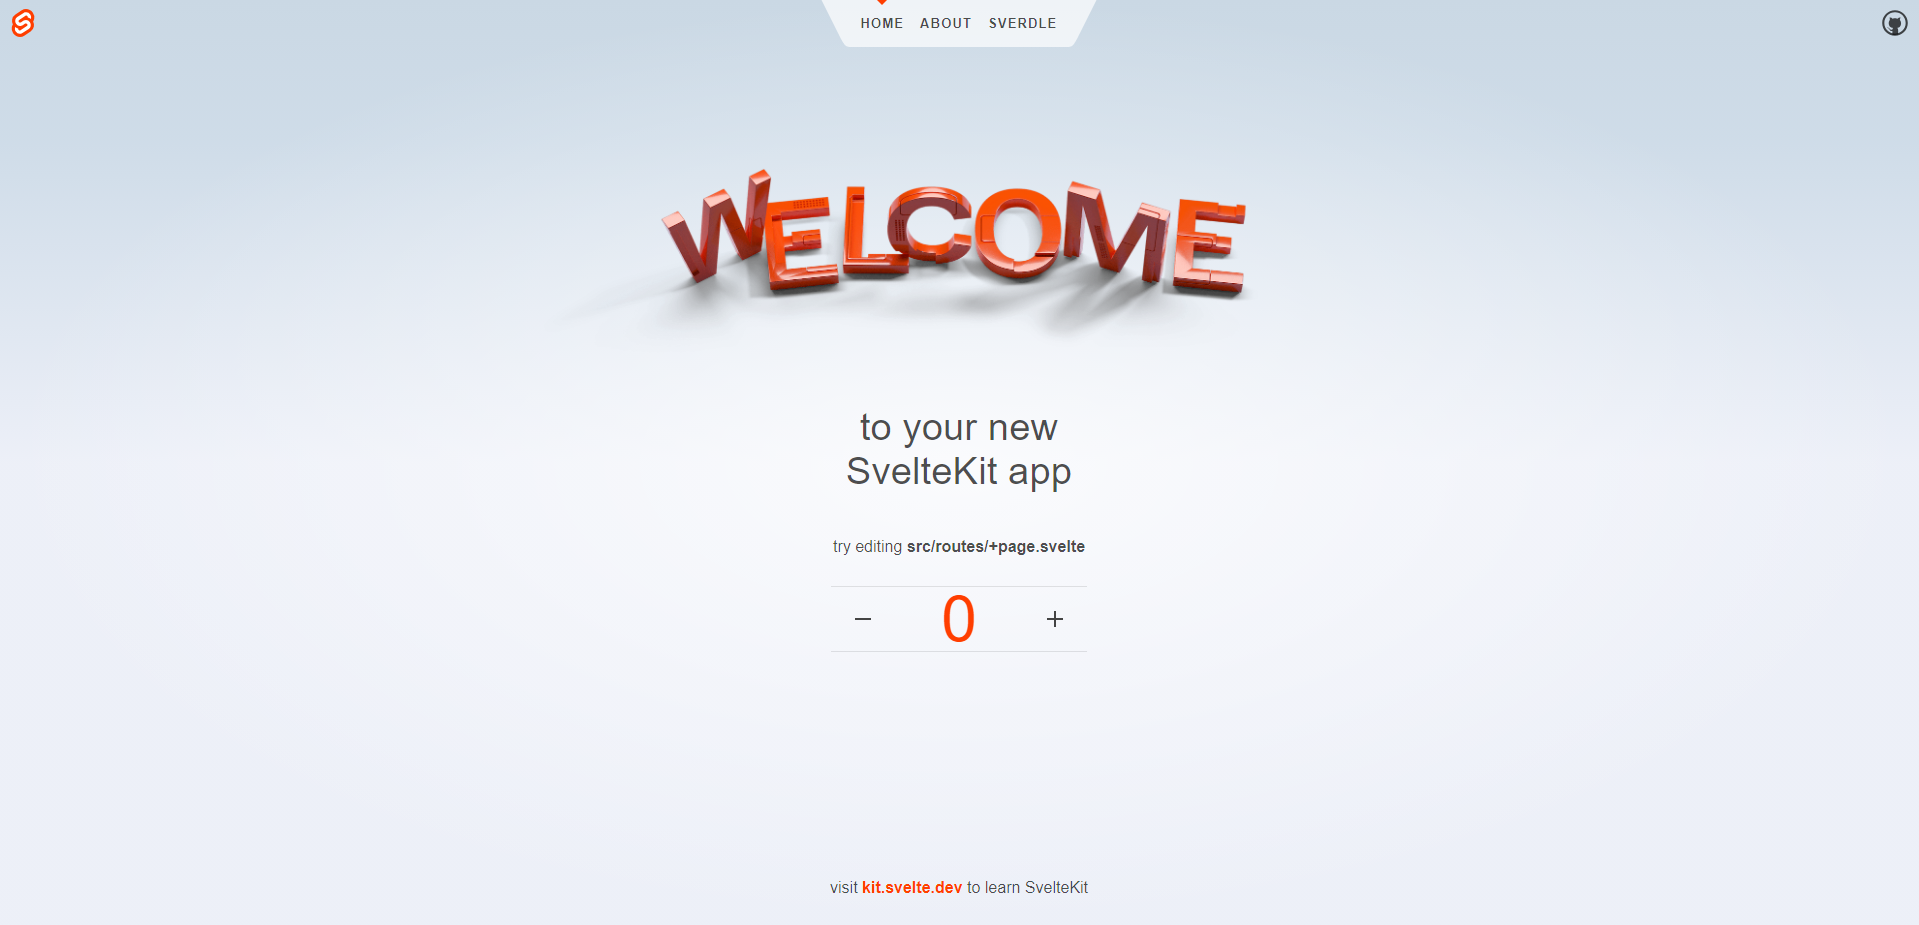 HOME ABOUT SVERDLE
WELCOME
to your new
SvelteKit app
try editing src/routes/+page.svelte
− 0 +
visit kit.svelte.dev to learn SvelteKit